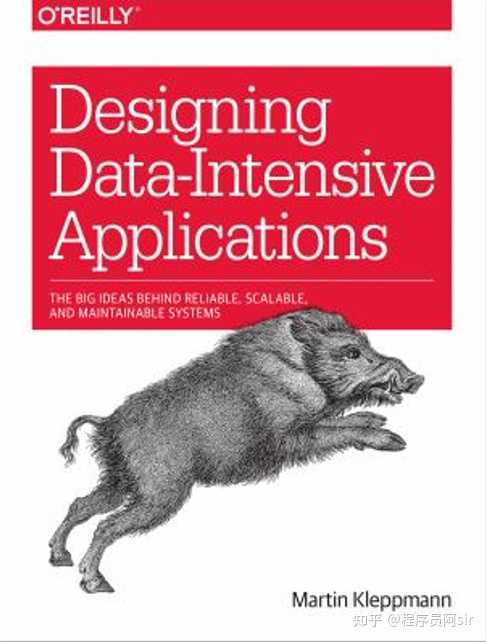 O'REILLY®
Designing
Data-Intensive
Applications
THE BIG IDEAS BEHIND RELIABLE, SCALABLE,
AND MAINTAINABLE SYSTEMS
Martin Kleppmann
知乎 @程序员阿sir